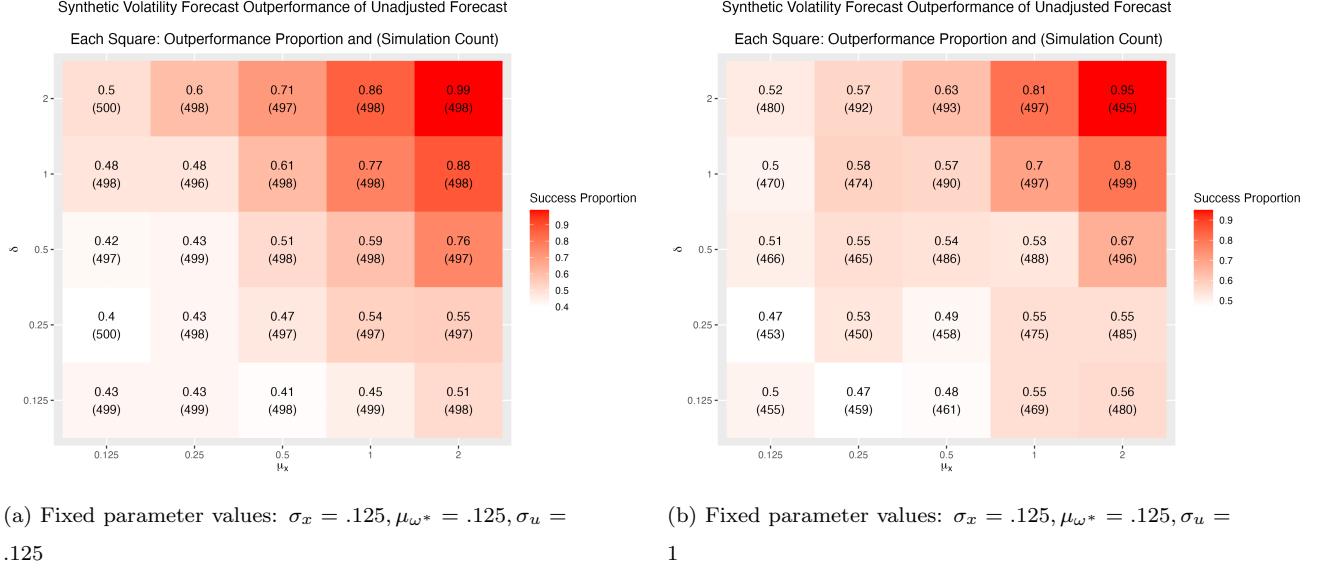 Synthetic Volatility Forecast Outperformance of Unadjusted Forecast
Each Square: Outperformance Proportion and (Simulation Count)
0.5 0.6 0.71 0.86 0.99
2 (500) (498) (497) (498) (498)
0.48 0.48 0.61 0.77 0.88
1 (498) (496) (498) (498) (498)
0.42 0.43 0.51 0.59 0.76
δ 0.5 (497) (499) (498) (498) (497)
0.4 0.43 0.47 0.54 0.55
0.25 (500) (498) (497) (497) (497)
0.43 0.43 0.41 0.45 0.51
0.125 (499) (499) (498) (499) (498)
0.125 0.25 0.5 1 2
μx
Success Proportion
0.9
0.8
0.7
0.6
0.5
0.4
(a) Fixed parameter values: σx = .125, μω* = .125, σu =
.125
Synthetic Volatility Forecast Outperformance of Unadjusted Forecast
Each Square: Outperformance Proportion and (Simulation Count)
0.52 0.57 0.63 0.81 0.95
2 (480) (492) (493) (497) (495)
0.5 0.58 0.57 0.7 0.8
1 (470) (474) (490) (497) (499)
0.51 0.55 0.54 0.53 0.67
δ 0.5 (466) (465) (486) (488) (496)
0.47 0.53 0.49 0.55 0.55
0.25 (453) (450) (458) (475) (485)
0.5 0.47 0.48 0.55 0.56
0.125 (455) (459) (461) (469) (480)
0.125 0.25 0.5 1 2
μx
Success Proportion
0.9
0.8
0.7
0.6
0.5
(b) Fixed parameter values: σx = .125, μω* = .125, σu =
1